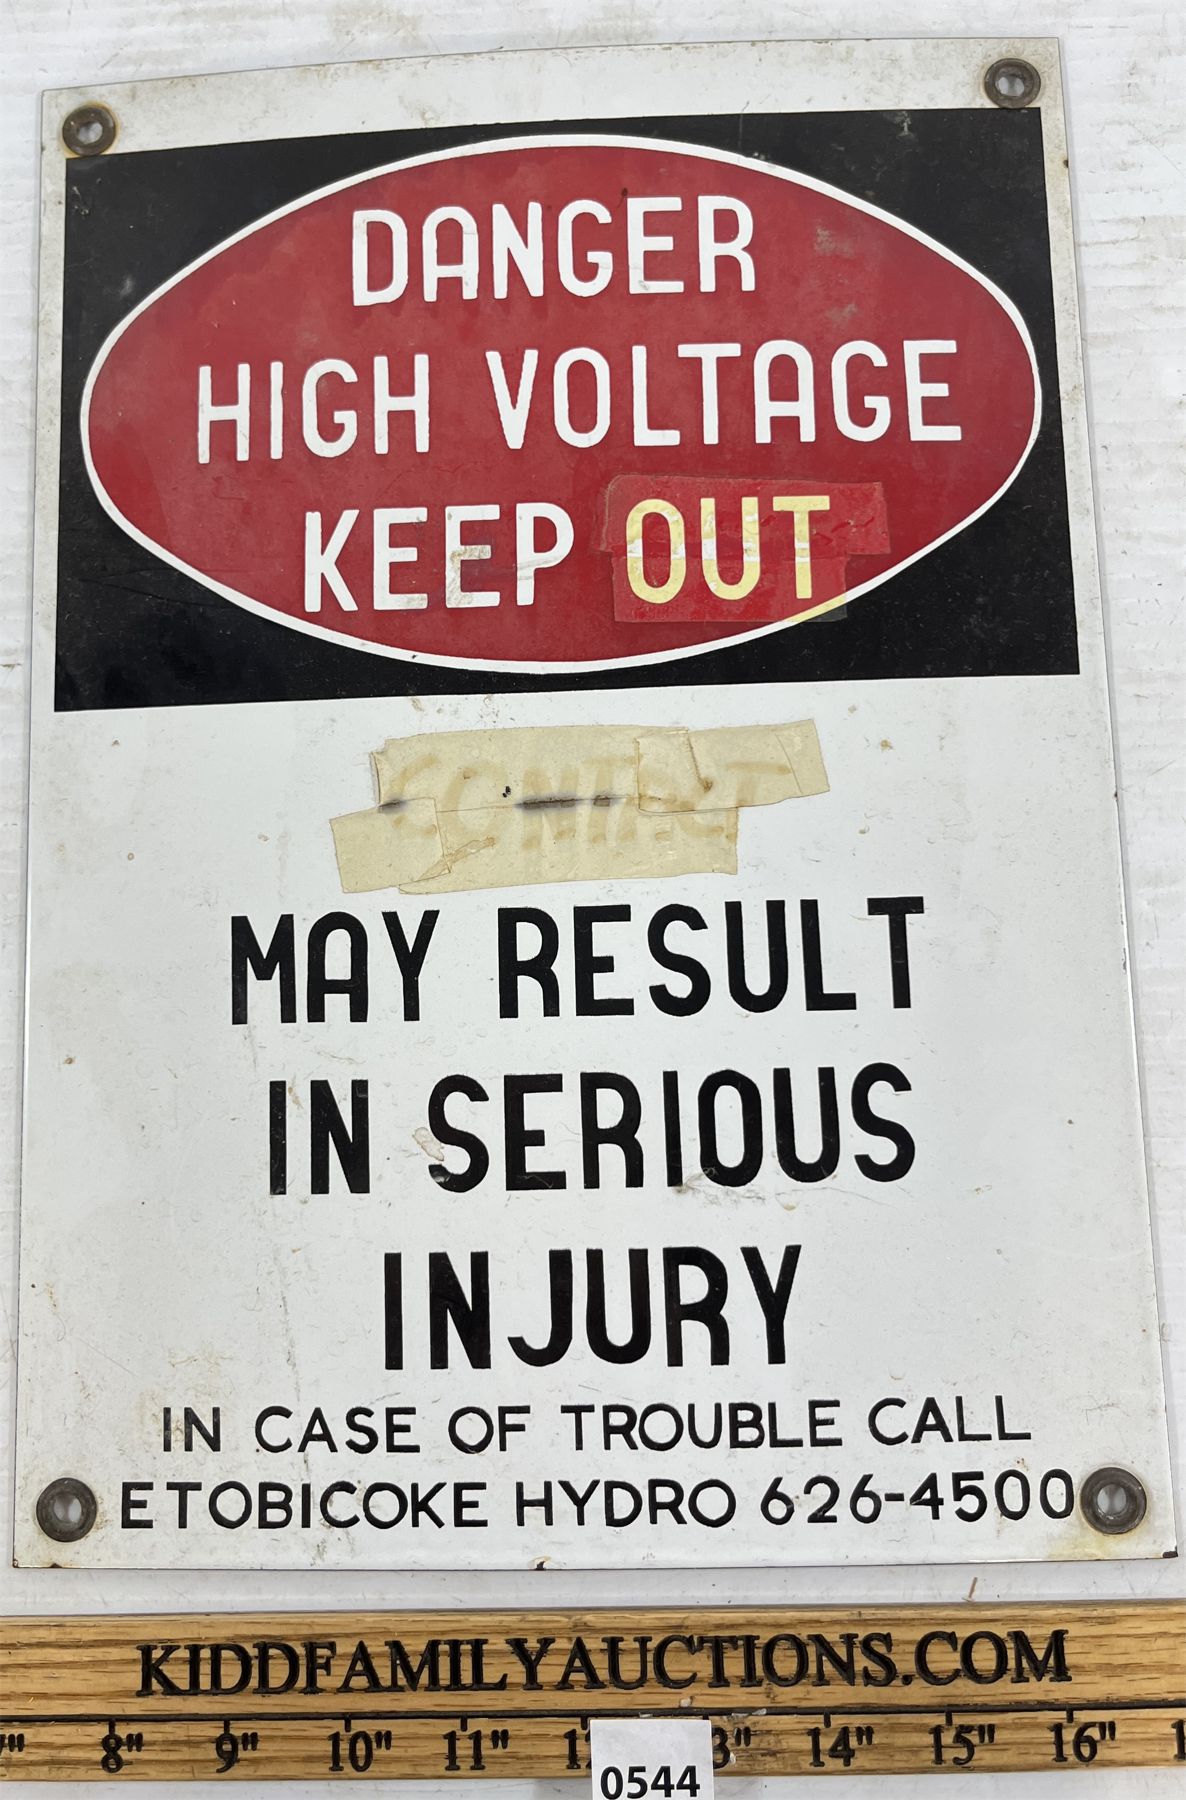 DANGER
HIGH VOLTAGE
KEEP OUT
CONTACT
MAY RESULT
IN SERIOUS
INJURY
IN CASE OF TROUBLE CALL
ETOBICOKE HYDRO 626-4500
KIDDFAMILYAUCTIONS.COM
8" 9" 10" 11" 14" 15" 16"
0544